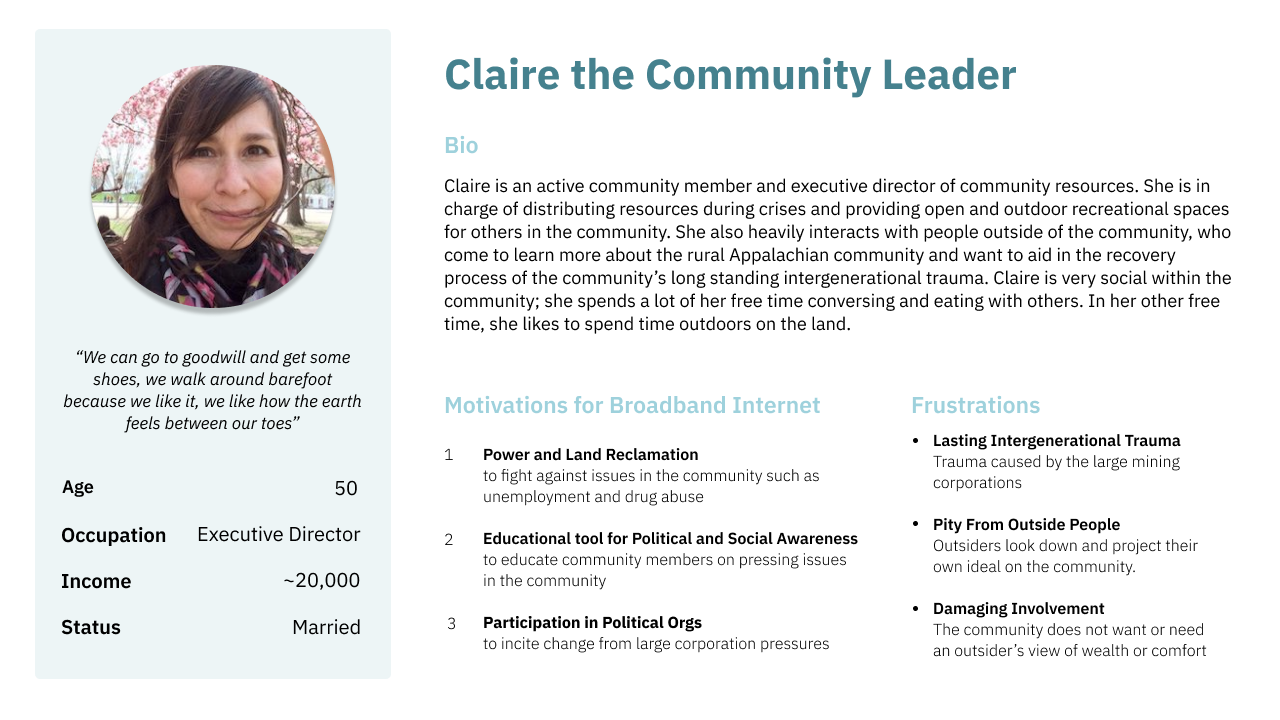 Claire the Community Leader
Bio
Claire is an active community member and executive director of community resources. She is in
charge of distributing resources during crises and providing open and outdoor recreational spaces
for others in the community. She also heavily interacts with people outside of the community, who
come to learn more about the rural Appalachian community and want to aid in the recovery
process of the community’s long standing intergenerational trauma. Claire is very social within the
community; she spends a lot of her free time conversing and eating with others. In her other free
time, she likes to spend time outdoors on the land.
“We can go to goodwill and get some
shoes, we walk around barefoot
because we like it, we like how the earth
feels between our toes”
Age 50
Occupation Executive Director
Income ~20,000
Status Married
Motivations for Broadband Internet
1 Power and Land Reclamation
to fight against issues in the community such as
unemployment and drug abuse
2 Educational tool for Political and Social Awareness
to educate community members on pressing issues
in the community
3 Participation in Political Orgs
to incite change from large corporation pressures
Frustrations
• Lasting Intergenerational Trauma
Trauma caused by the large mining
corporations
• Pity From Outside People
Outsiders look down and project their
own ideal on the community.
• Damaging Involvement
The community does not want or need
an outsider’s view of wealth or comfort